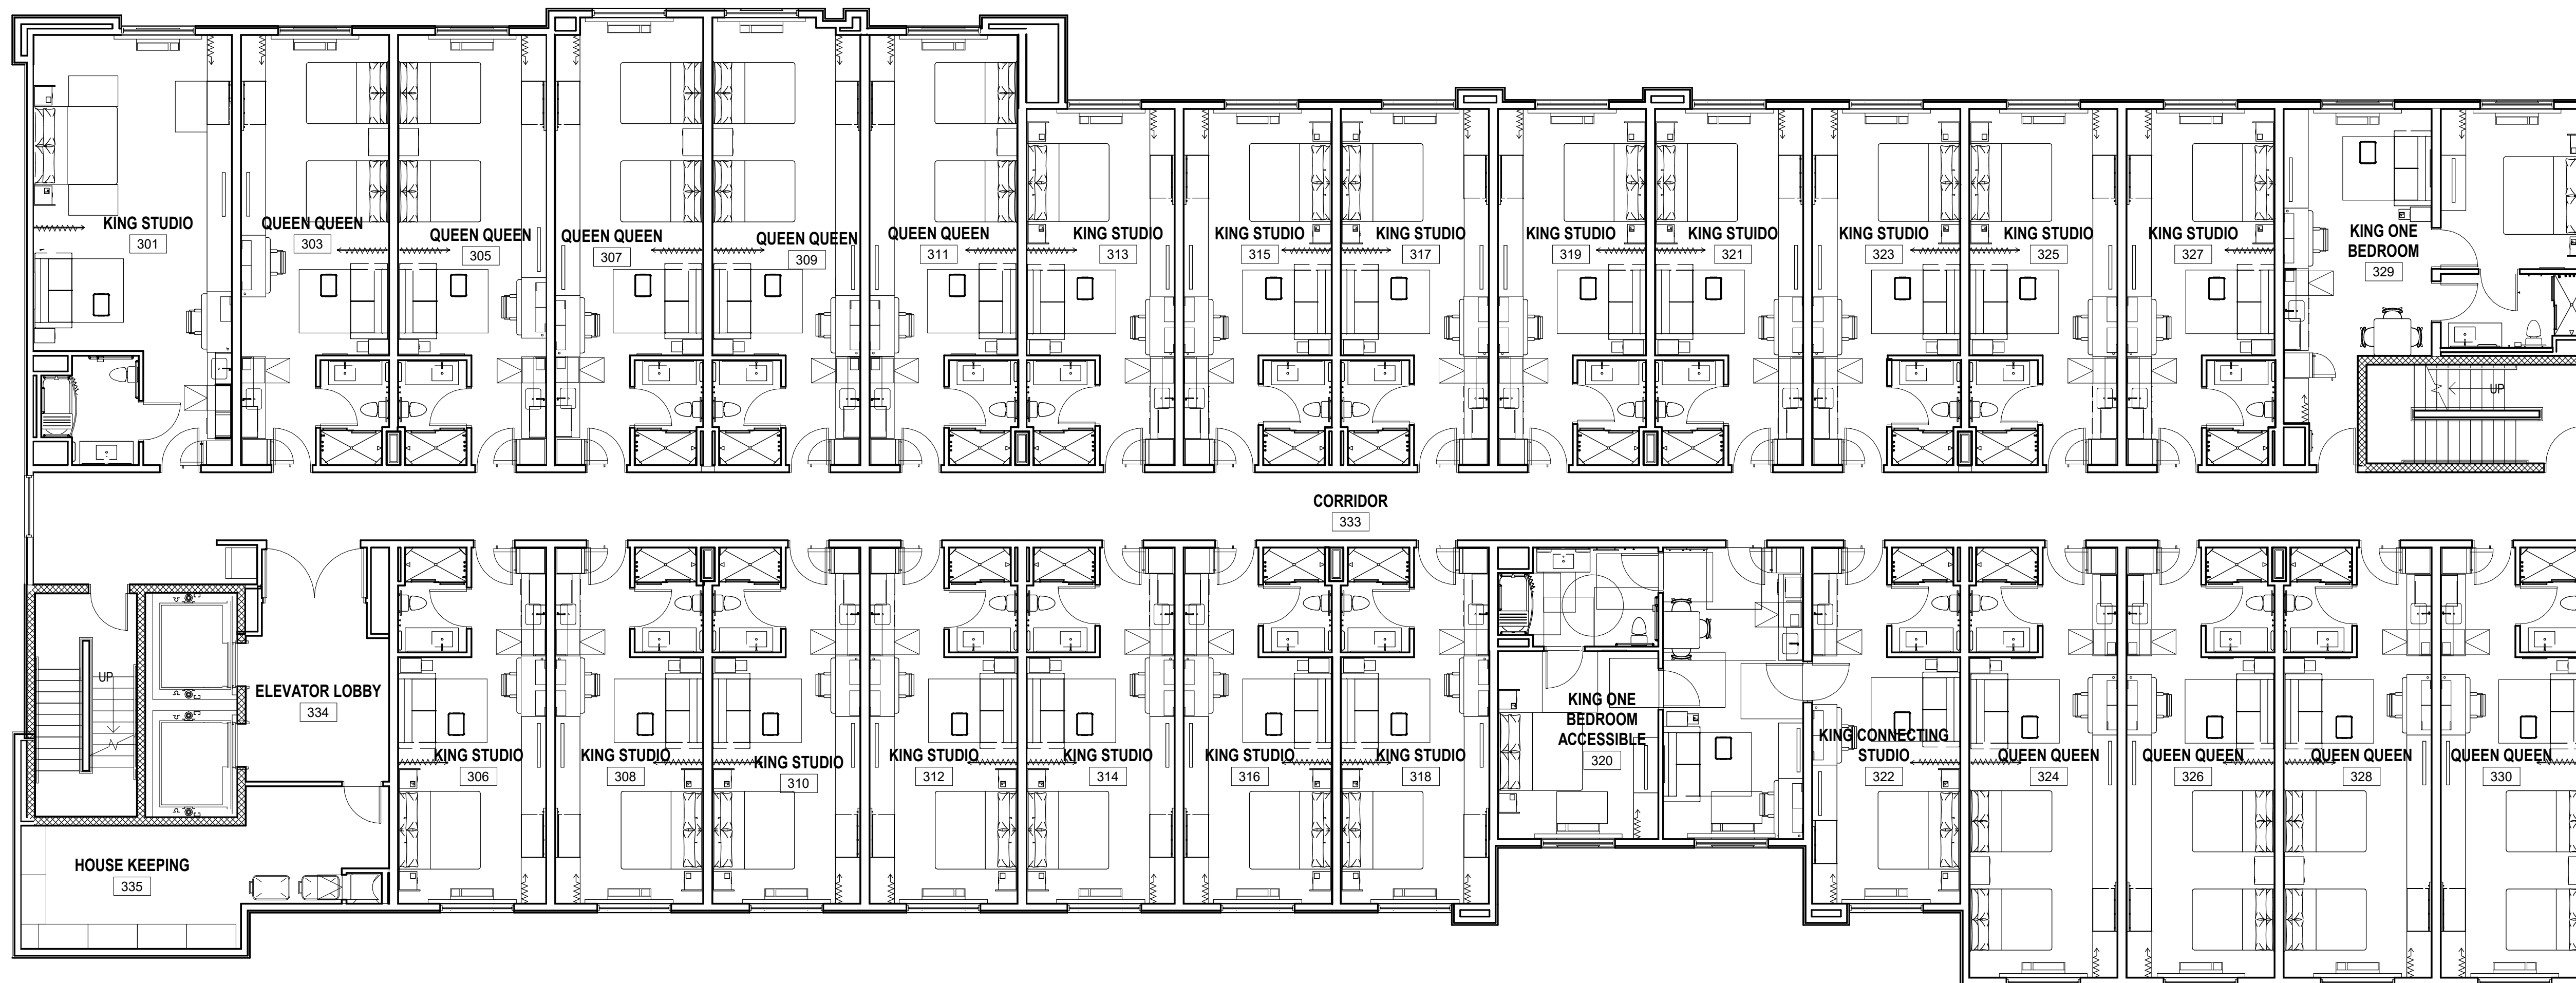 KING STUDIO
301
QUEEN QUEEN
303
QUEEN QUEEN
305
QUEEN QUEEN
307
QUEEN QUEEN
309
QUEEN QUEEN
311
KING STUDIO
313
KING STUDIO
315
KING STUDIO
317
KING STUDIO
319
KING STUIDO
321
KING STUDIO
323
KING STUDIO
325
KING STUDIO
327
KING ONE
BEDROOM
329
UP
CORRIDOR
333
UP
ELEVATOR LOBBY
334
HOUSE KEEPING
335
KING STUDIO
306
KING STUDIO
308
KING STUDIO
310
KING STUDIO
312
KING STUDIO
314
KING STUDIO
316
KING STUDIO
318
KING ONE
BEDROOM
ACCESSIBLE
320
KING CONNECTING
STUDIO
322
QUEEN QUEEN
324
QUEEN QUEEN
326
QUEEN QUEEN
328
QUEEN QUEEN
330